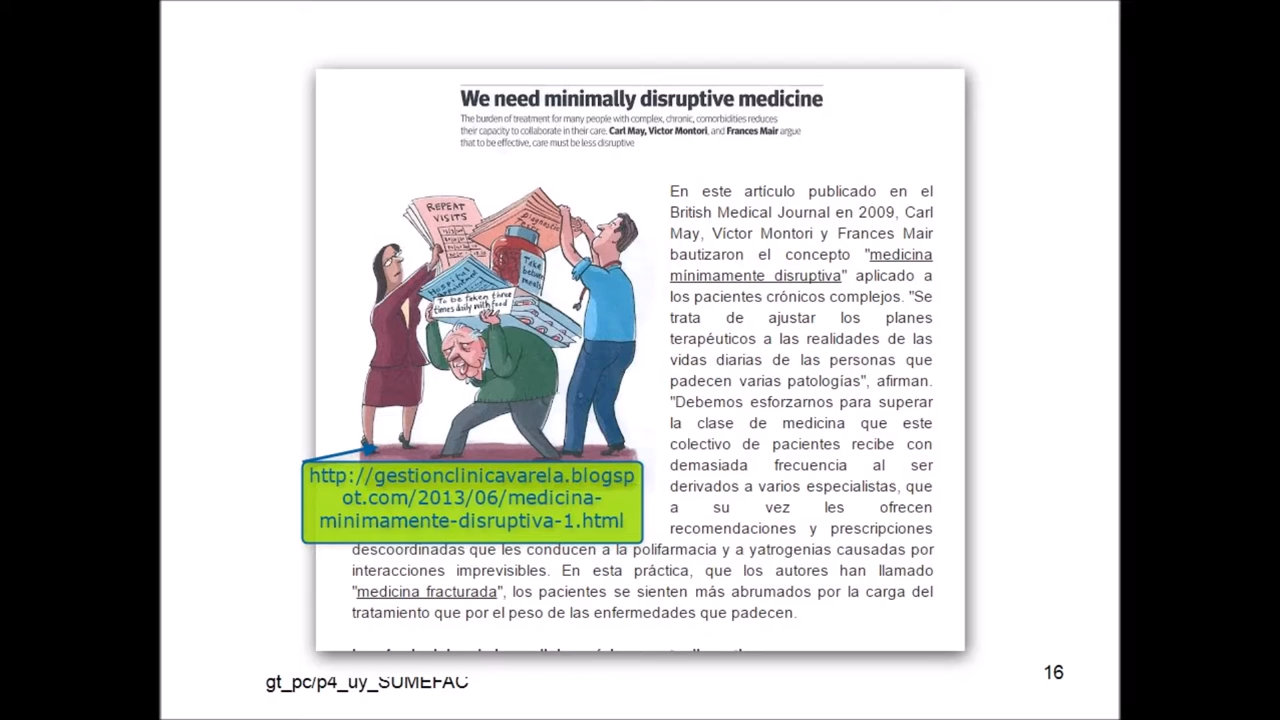 We need minimally disruptive medicine
The burden of treatment for many people with complex, chronic, comorbidities reduces
their capacity to collaborate in their care. Carl May, Victor Montori, and Frances Mair argue
that to be effective, care must be less disruptive
REPEAT
VISITS
Diagnostic
Tests
Take
between
meals
Hospital
To be taken three
times daily with food
En este artículo publicado en el
British Medical Journal en 2009, Carl
May, Víctor Montori y Frances Mair
bautizaron el concepto "medicina
mínimamente disruptiva" aplicado a
los pacientes crónicos complejos. "Se
trata de ajustar los planes
terapéuticos a las realidades de las
vidas diarias de las personas que
padecen varias patologías", afirman.
"Debemos esforzarnos para superar
la clase de medicina que este
colectivo de pacientes recibe con
demasiada frecuencia al ser
derivados a varios especialistas, que
a su vez les ofrecen
recomendaciones y prescripciones
descoordinadas que les conducen a la polifarmacia y a yatrogenias causadas por
interacciones imprevisibles. En esta práctica, que los autores han llamado
"medicina fracturada", los pacientes se sienten más abrumados por la carga del
tratamiento que por el peso de las enfermedades que padecen.
http://gestionclinicavarela.blogsp
ot.com/2013/06/medicina-
minimamente-disruptiva-1.html
gt_pc/p4_uy_SUMEFAC
16